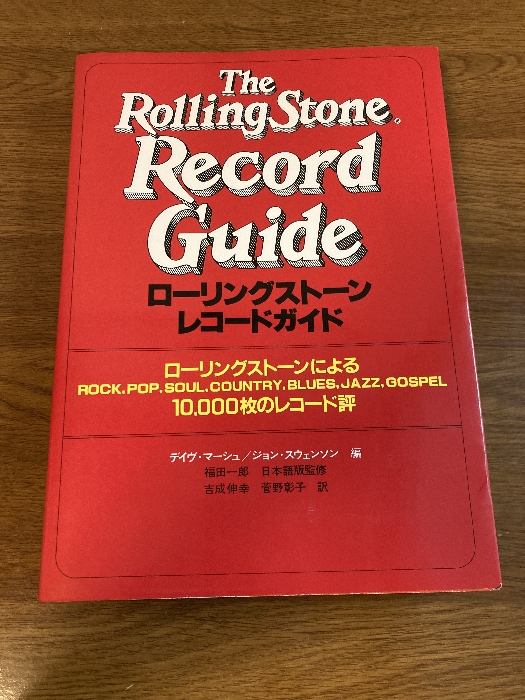 The
Rolling Stone®
Record
Guide
ローリングストーン
レコードガイド
ローリングストーンによる
ROCK, POP, SOUL, COUNTRY, BLUES, JAZZ, GOSPEL
10,000枚のレコード評
デイヴ・マーシュ／ジョン・スウェンソン 編
福田一郎 日本語版監修
吉成伸幸 菅野彰子 訳